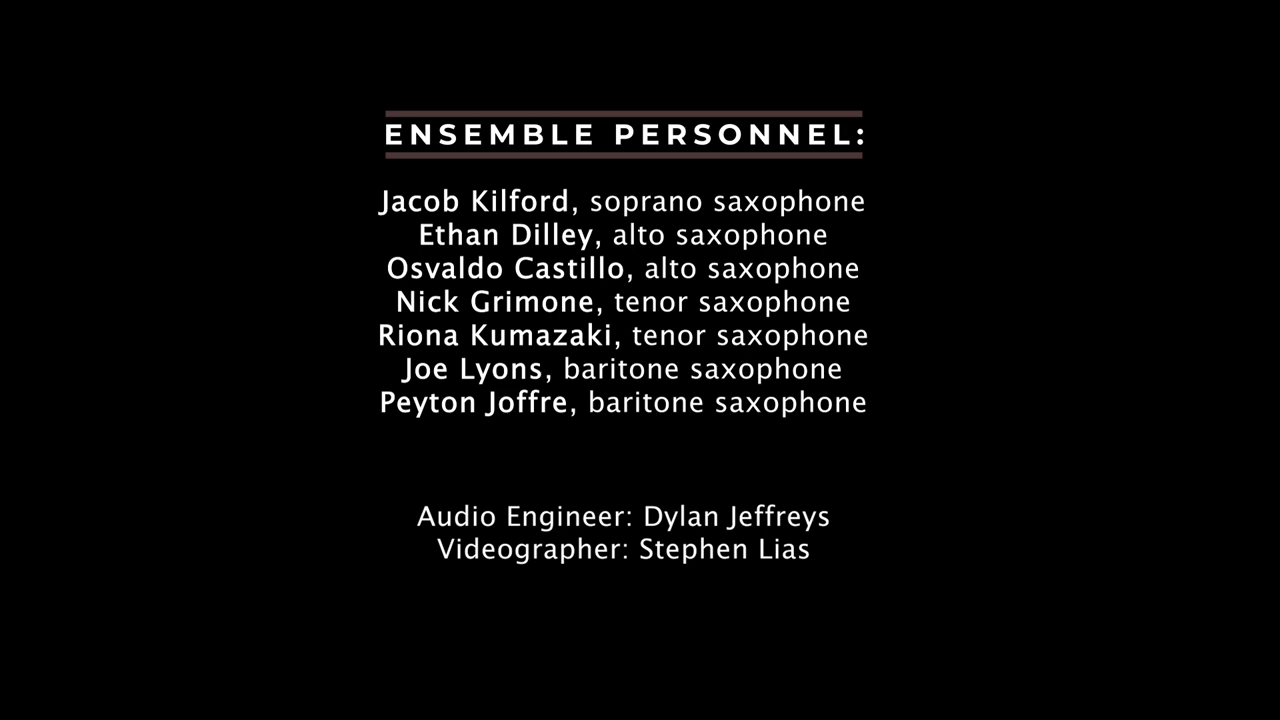 ENSEMBLE PERSONNEL:
Jacob Kilford, soprano saxophone
Ethan Dilley, alto saxophone
Osvaldo Castillo, alto saxophone
Nick Grimone, tenor saxophone
Riona Kumazaki, tenor saxophone
Joe Lyons, baritone saxophone
Peyton Joffre, baritone saxophone
Audio Engineer: Dylan Jeffreys
Videographer: Stephen Lias